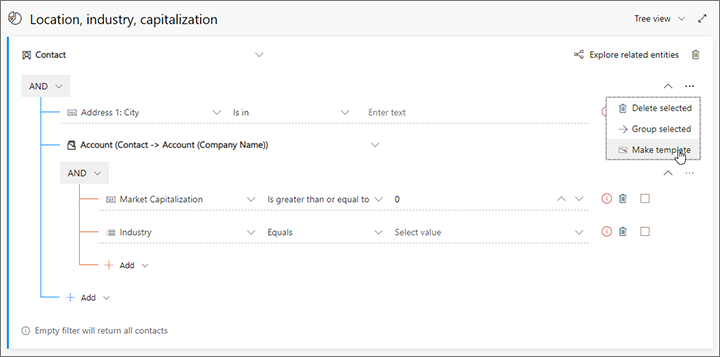 Location, industry, capitalization Tree view
Contact Explore related entities
AND ...
Address 1: City Is in Enter text
Delete selected
Group selected
Make template
Account (Contact -> Account (Company Name))
AND ...
Market Capitalization Is greater than or equal to 0
Industry Equals Select value
+ Add
+ Add
Empty filter will return all contacts